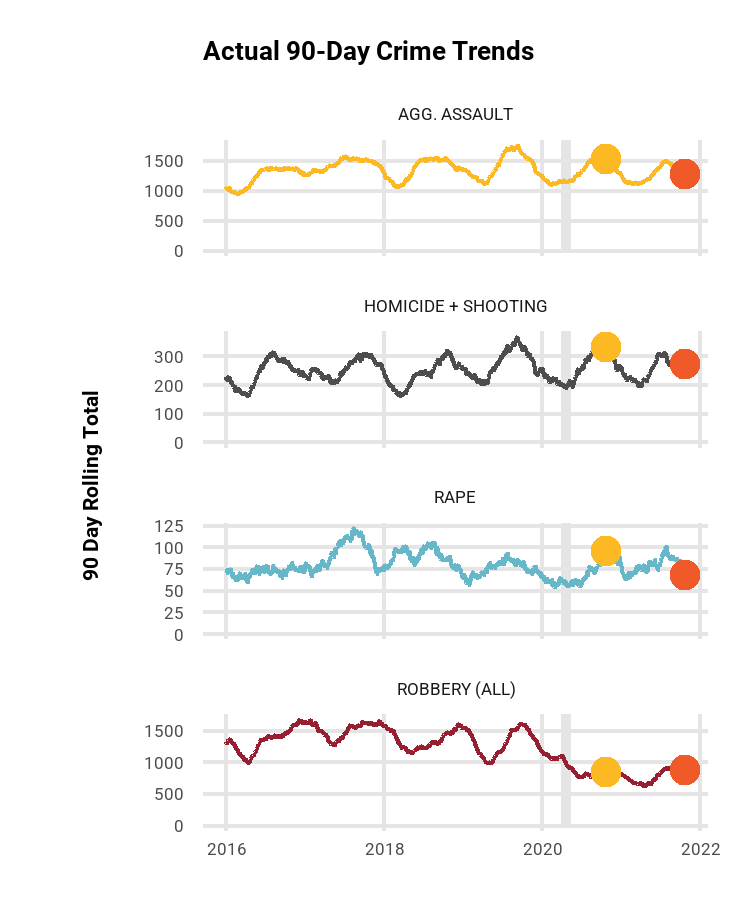 Actual 90-Day Crime Trends
AGG. ASSAULT
1500
1000
500
0
HOMICIDE + SHOOTING
300
200
100
0
90 Day Rolling Total
RAPE
125
100
75
50
25
0
ROBBERY (ALL)
1500
1000
500
0
2016 2018 2020 2022